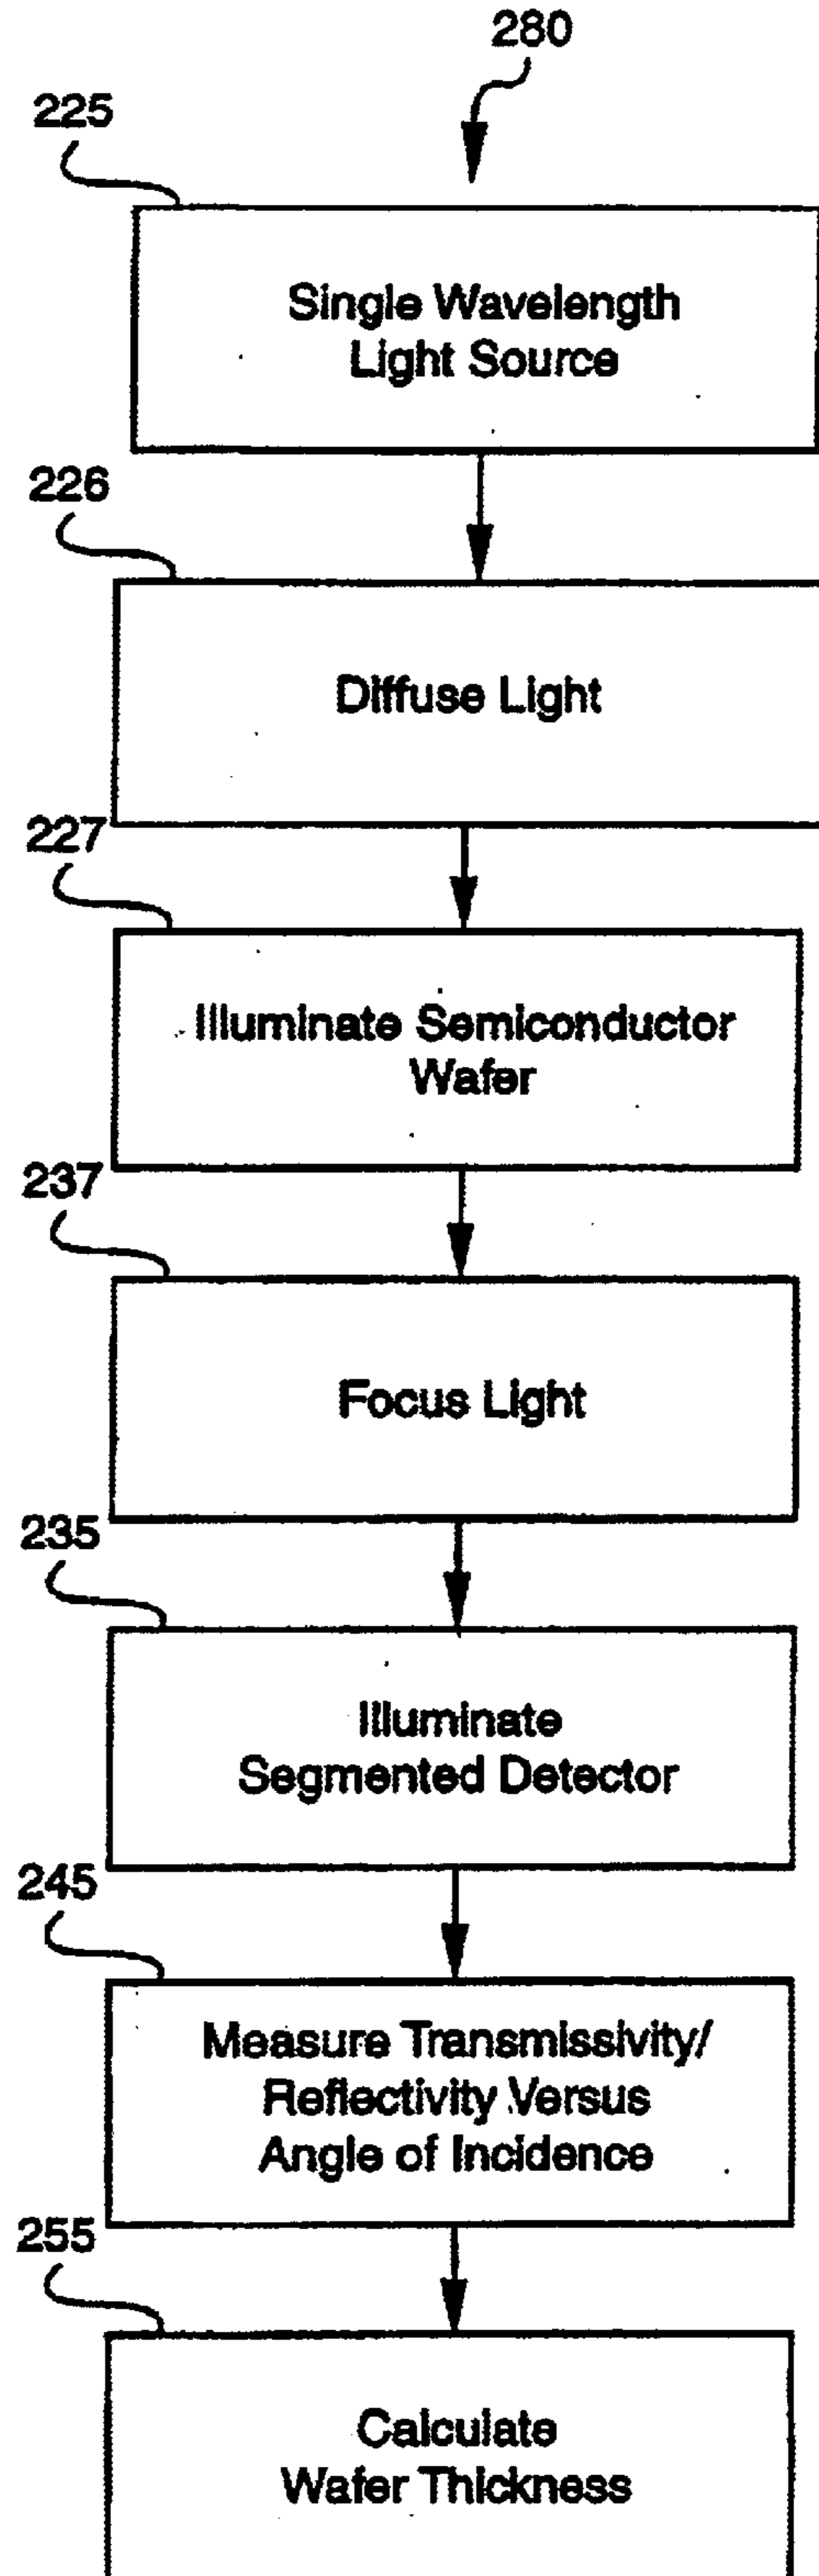 280
225
Single Wavelength
Light Source
226
Diffuse Light
227
Illuminate Semiconductor
Wafer
237
Focus Light
235
Illuminate
Segmented Detector
245
Measure Transmissivity/
Reflectivity Versus
Angle of Incidence
255
Calculate
Wafer Thickness